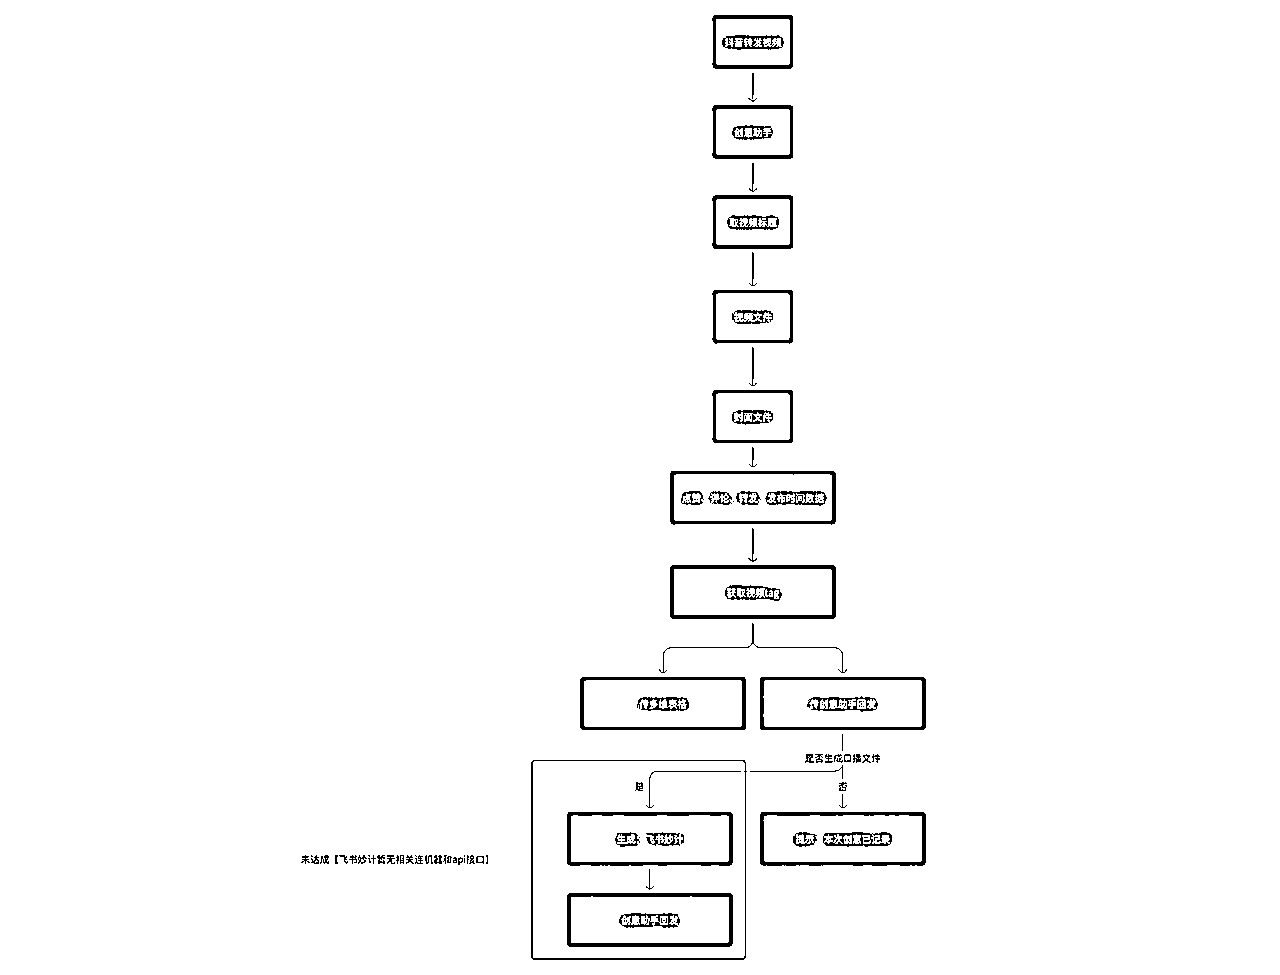 抖音转发视频
创意助手
取视频标题
视频文件
封面文件
点赞 评论 转发 发布时间数据
获取视频tag
传多维表格
传创意助手回发
是否生成口播文件
是
否
生成：飞书妙计
提示 本次创意已记录
未达成【飞书妙计暂无相关连机器和api接口】
创意助手回发